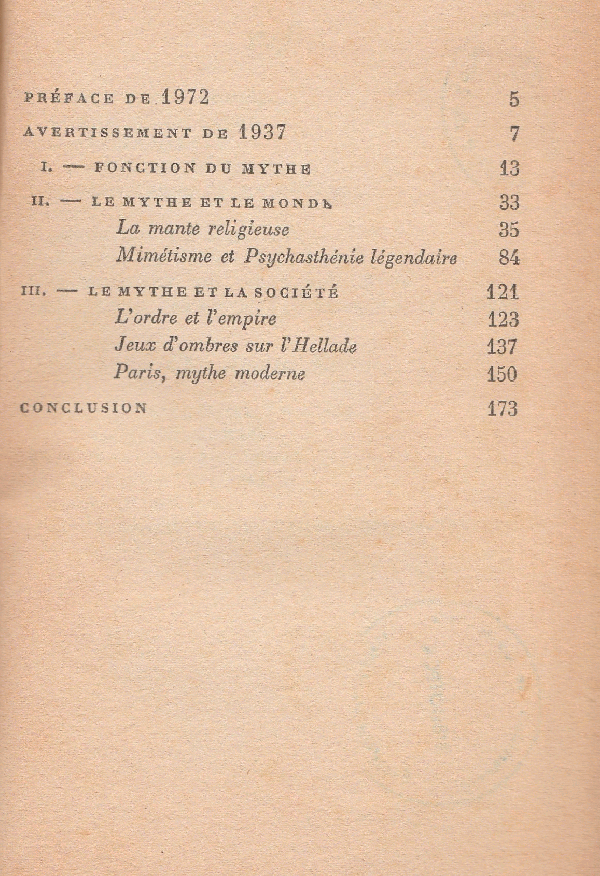 PRÉFACE DE 1972 5
AVERTISSEMENT DE 1937 7
I. — FONCTION DU MYTHE 13
II. — LE MYTHE ET LE MONDE 33
La mante religieuse 35
Mimétisme et Psychasthénie légendaire 84
III. — LE MYTHE ET LA SOCIÉTÉ 121
L'ordre et l'empire 123
Jeux d'ombres sur l'Hellade 137
Paris, mythe moderne 150
CONCLUSION 173